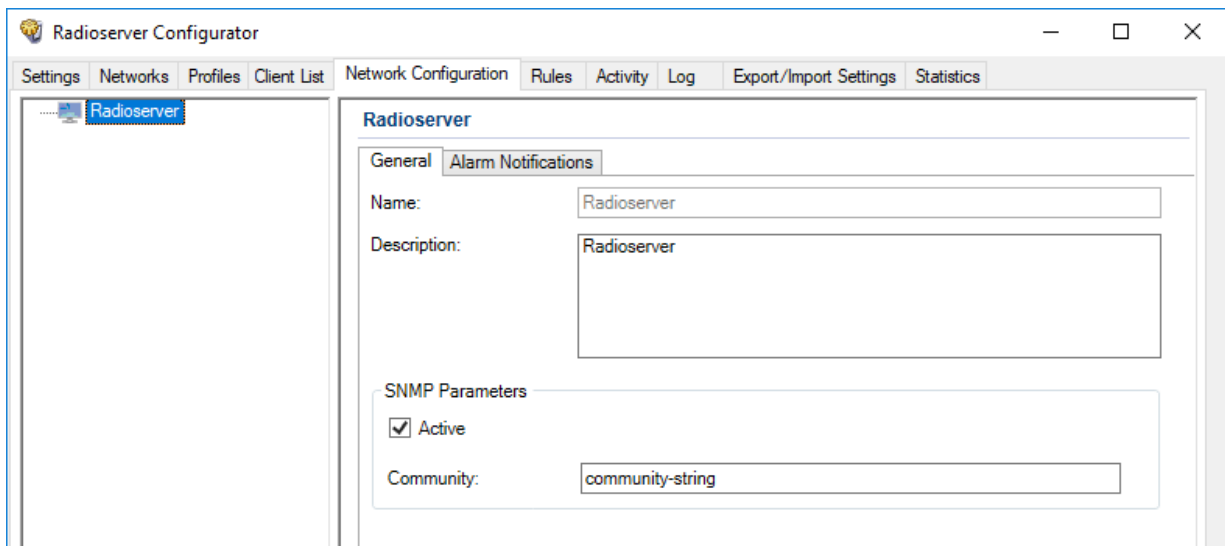 Radioserver Configurator
Settings Networks Profiles Client List Network Configuration Rules Activity Log Export/Import Settings Statistics
Radioserver
Radioserver
General Alarm Notifications
Name: Radioserver
Description: Radioserver
SNMP Parameters
Active
Community: community-string